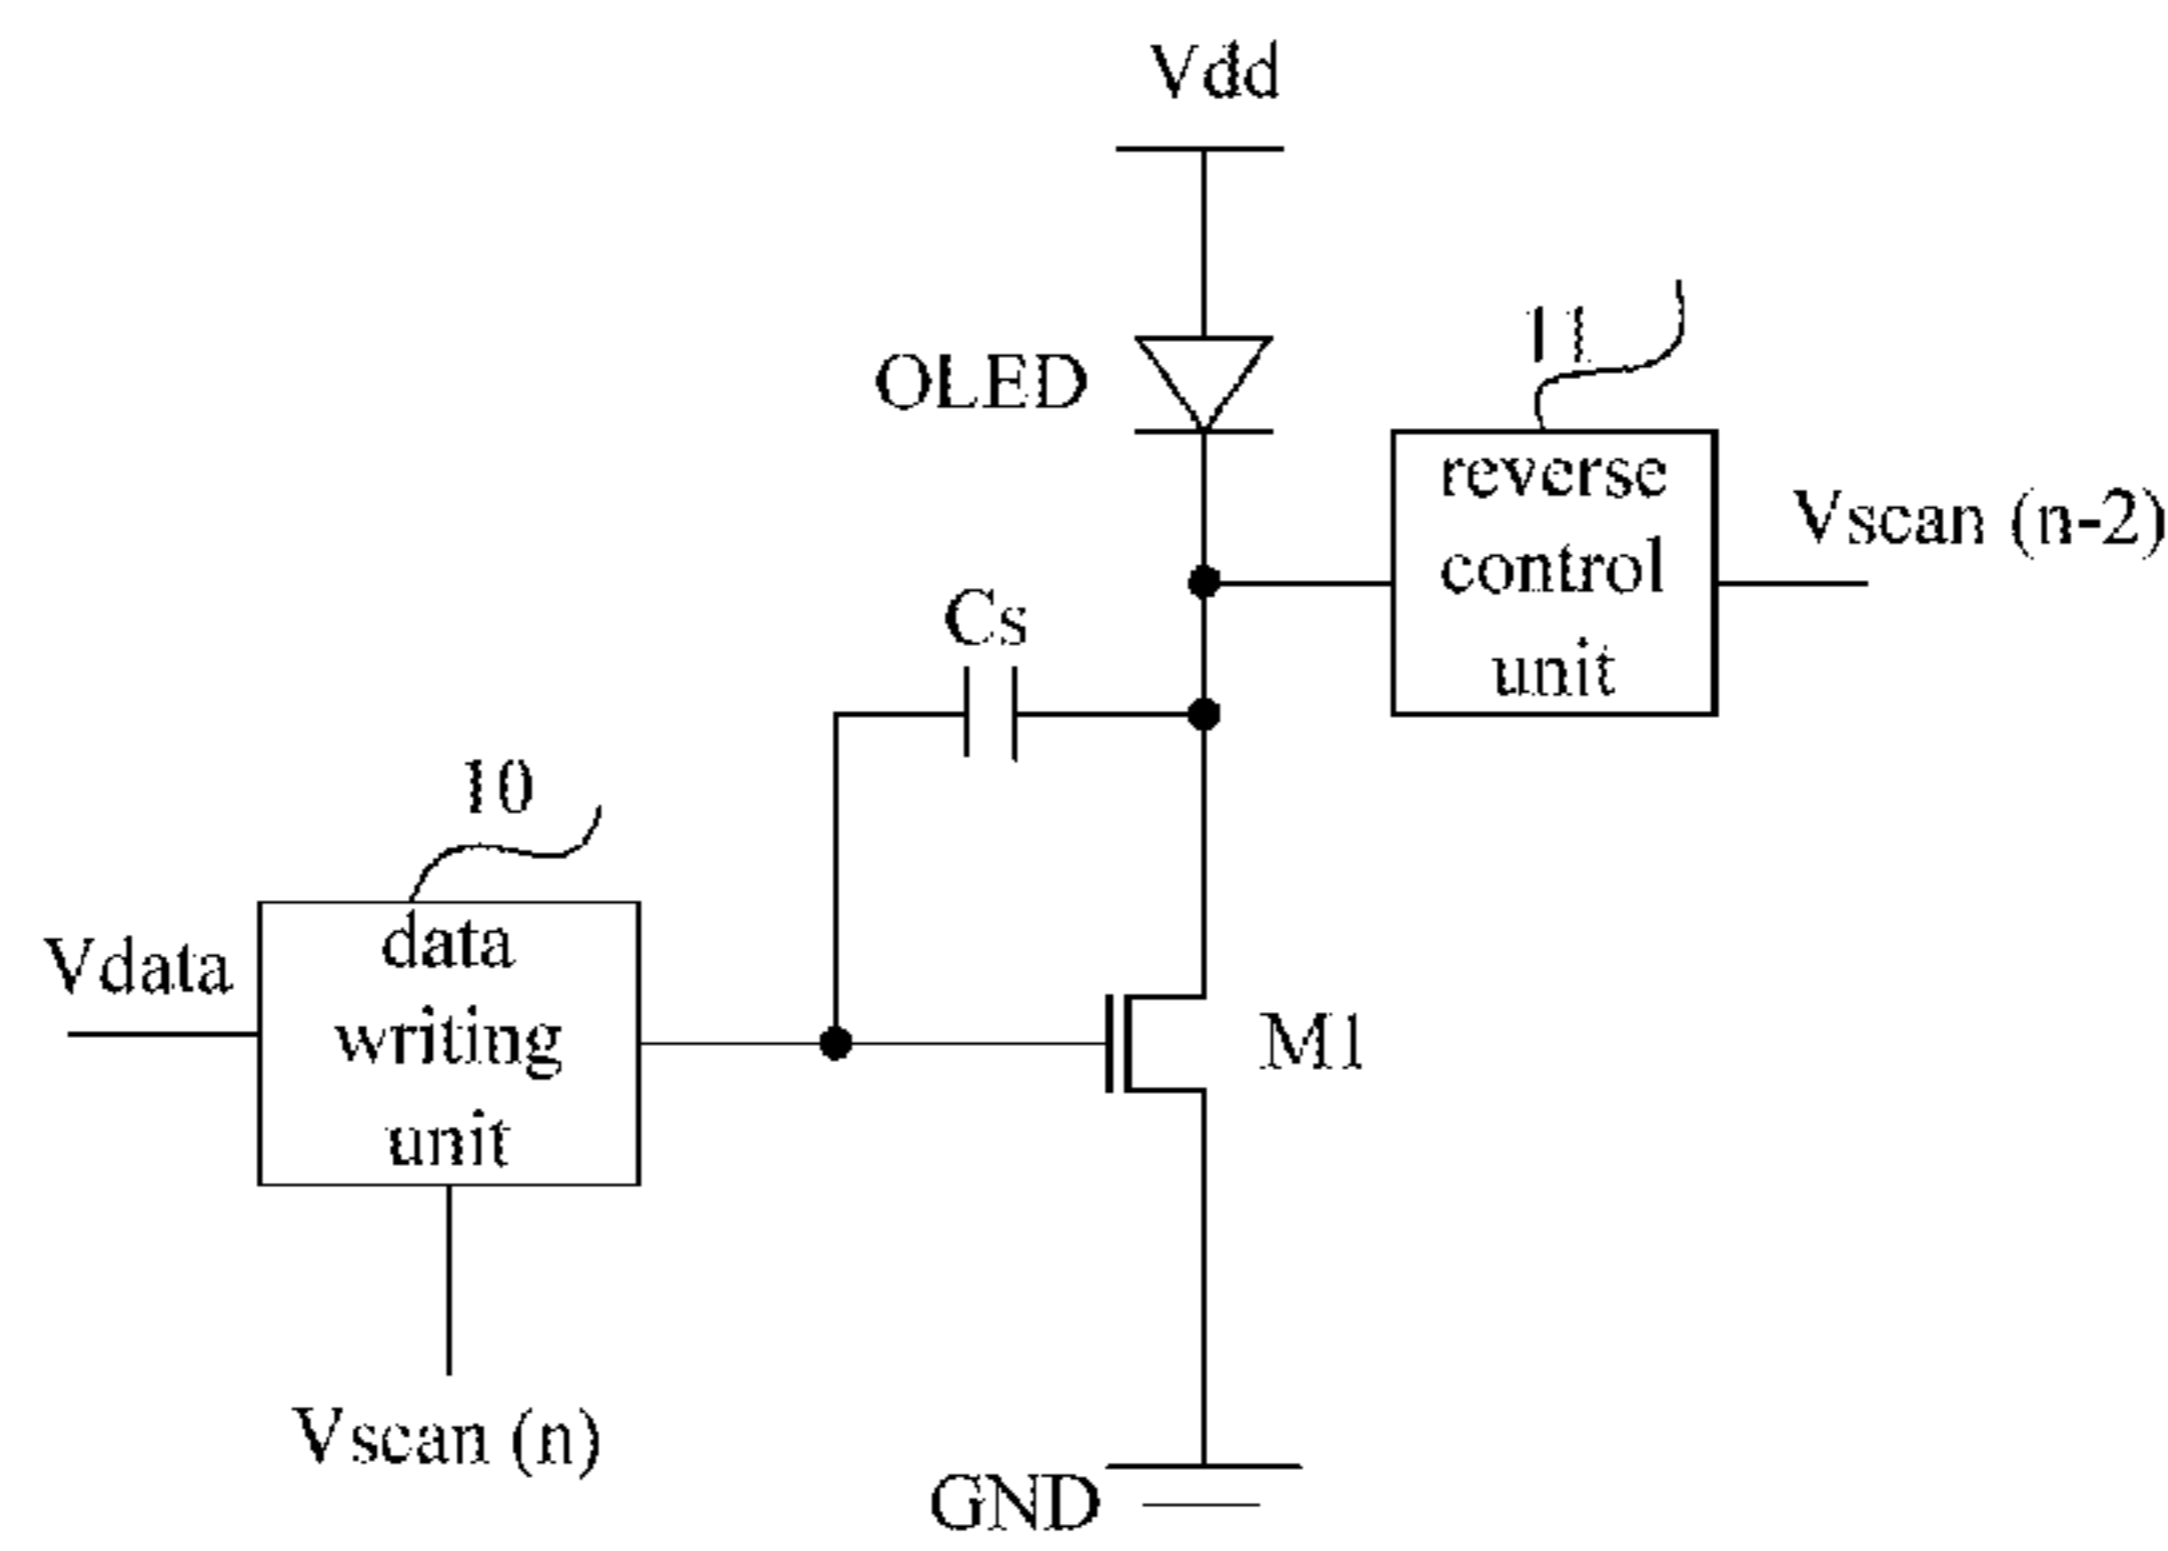 Vdd
OLED
11
reverse
control
unit
Vscan (n-2)
Cs
10
Vdata
data
writing
unit
M1
Vscan (n)
GND